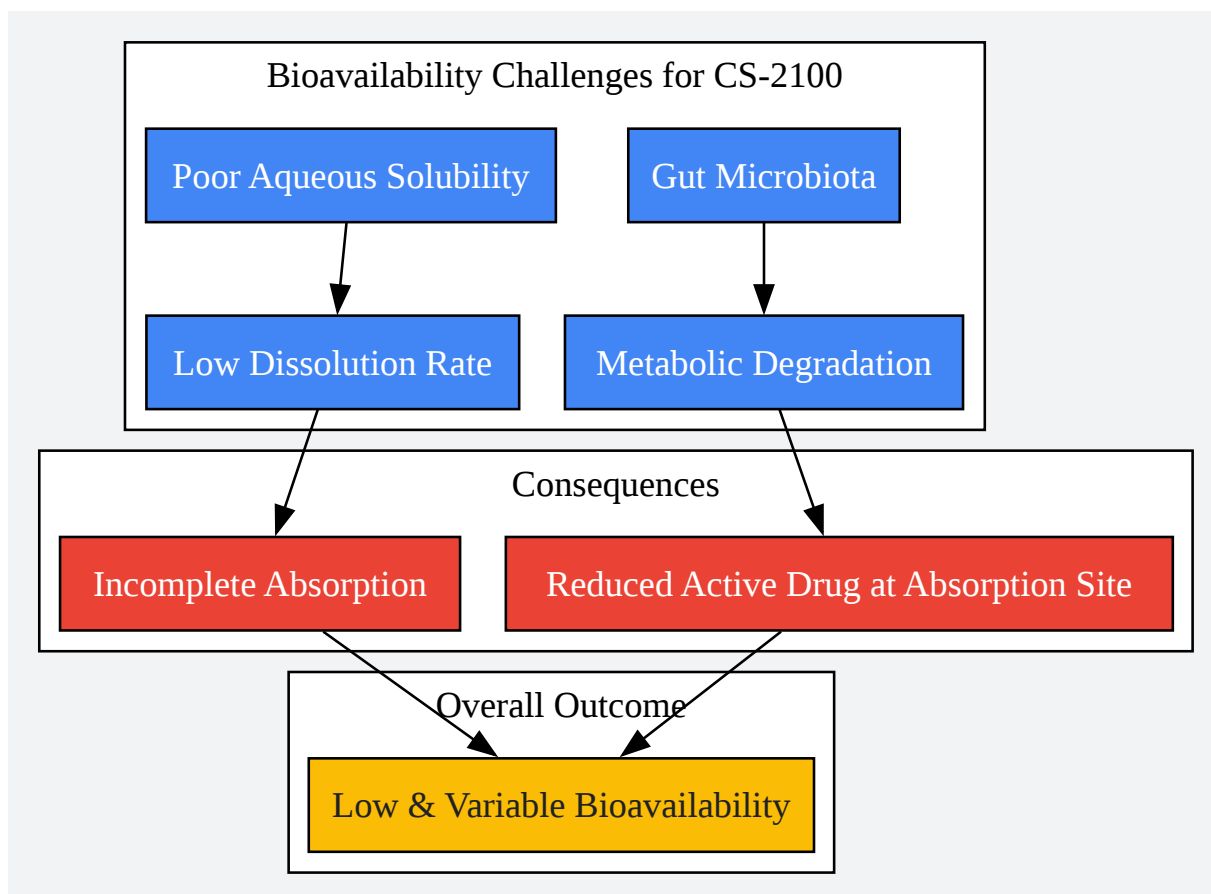 Bioavailability Challenges for CS-2100
Poor Aqueous Solubility
Gut Microbiota
Low Dissolution Rate
Metabolic Degradation
Consequences
Incomplete Absorption
Reduced Active Drug at Absorption Site
Overall Outcome
Low & Variable Bioavailability